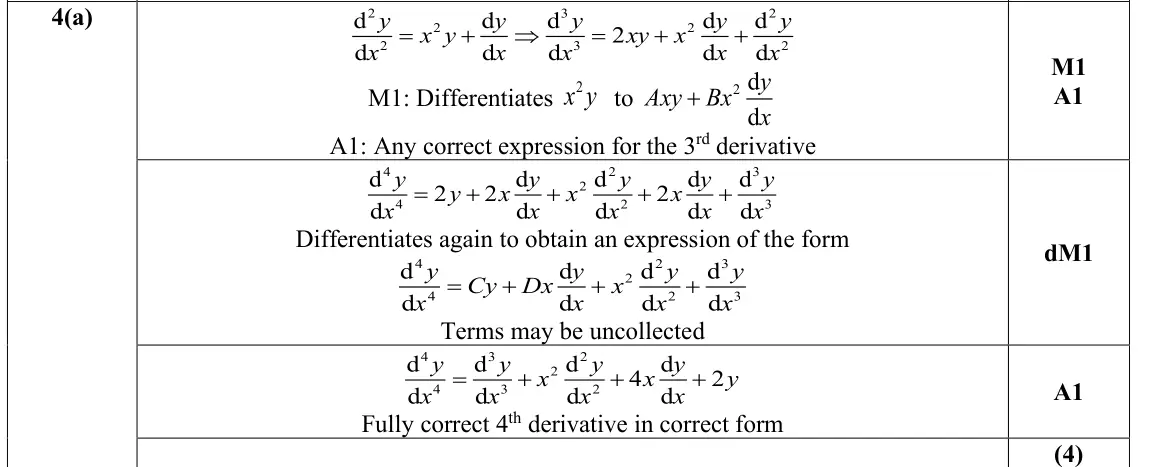 4(a)
d²y/dx² = x²y + dy/dx ⇒ d³y/dx³ = 2xy + x² dy/dx + d²y/dx²
M1: Differentiates x²y to Axy + Bx² dy/dx
A1: Any correct expression for the 3rd derivative
M1
A1
d⁴y/dx⁴ = 2y + 2x dy/dx + x² d²y/dx² + 2x dy/dx + d³y/dx³
Differentiates again to obtain an expression of the form
d⁴y/dx⁴ = Cy + Dx dy/dx + x² d²y/dx² + d³y/dx³
Terms may be uncollected
dM1
d⁴y/dx⁴ = d³y/dx³ + x² d²y/dx² + 4x dy/dx + 2y
Fully correct 4th derivative in correct form
A1
(4)